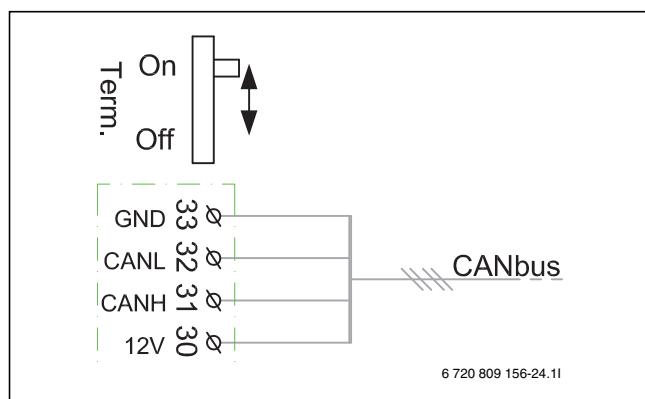 Term.
On
Off
GND 33
CANL 32
CANH 31
12V 30
CANbus
6 720 809 156-24.1I